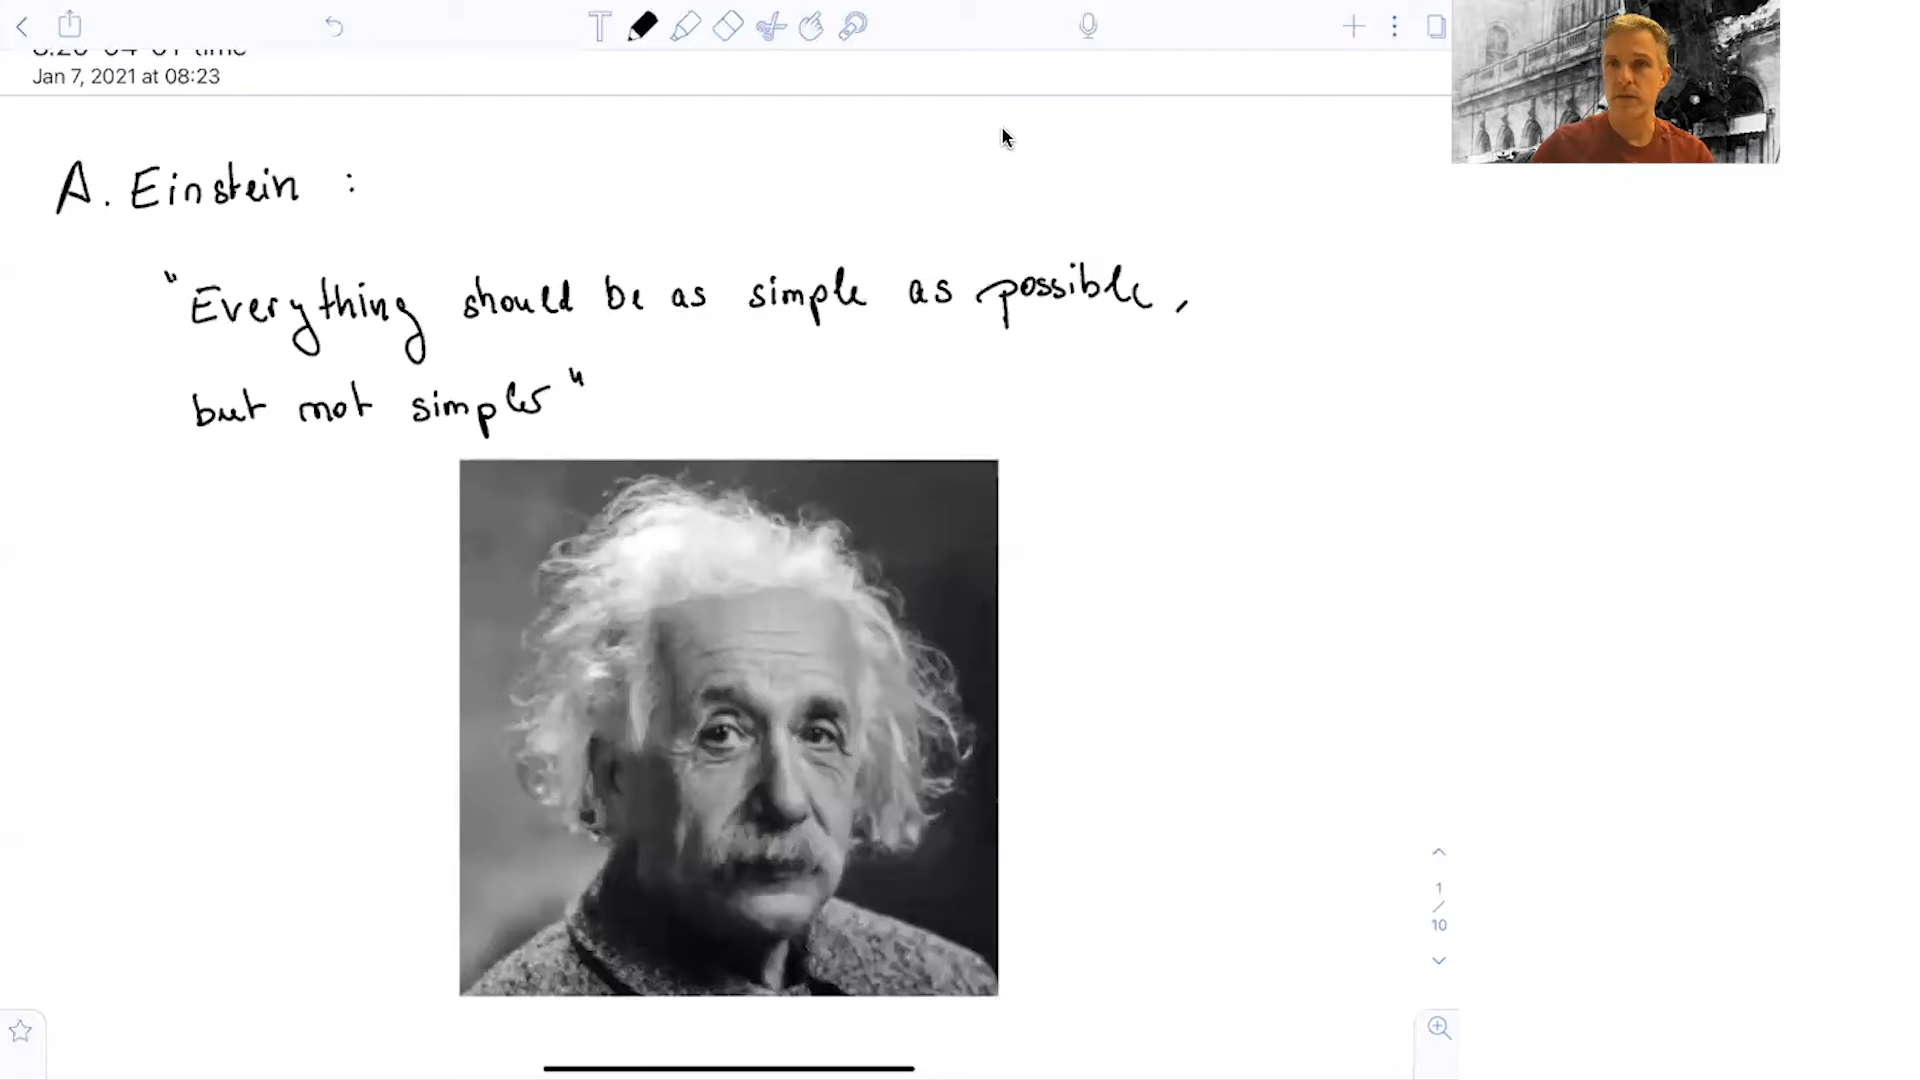 Jan 7, 2021 at 08:23
A. Einstein :
"Everything should be as simple as possible,
but not simpler"
1
/
10